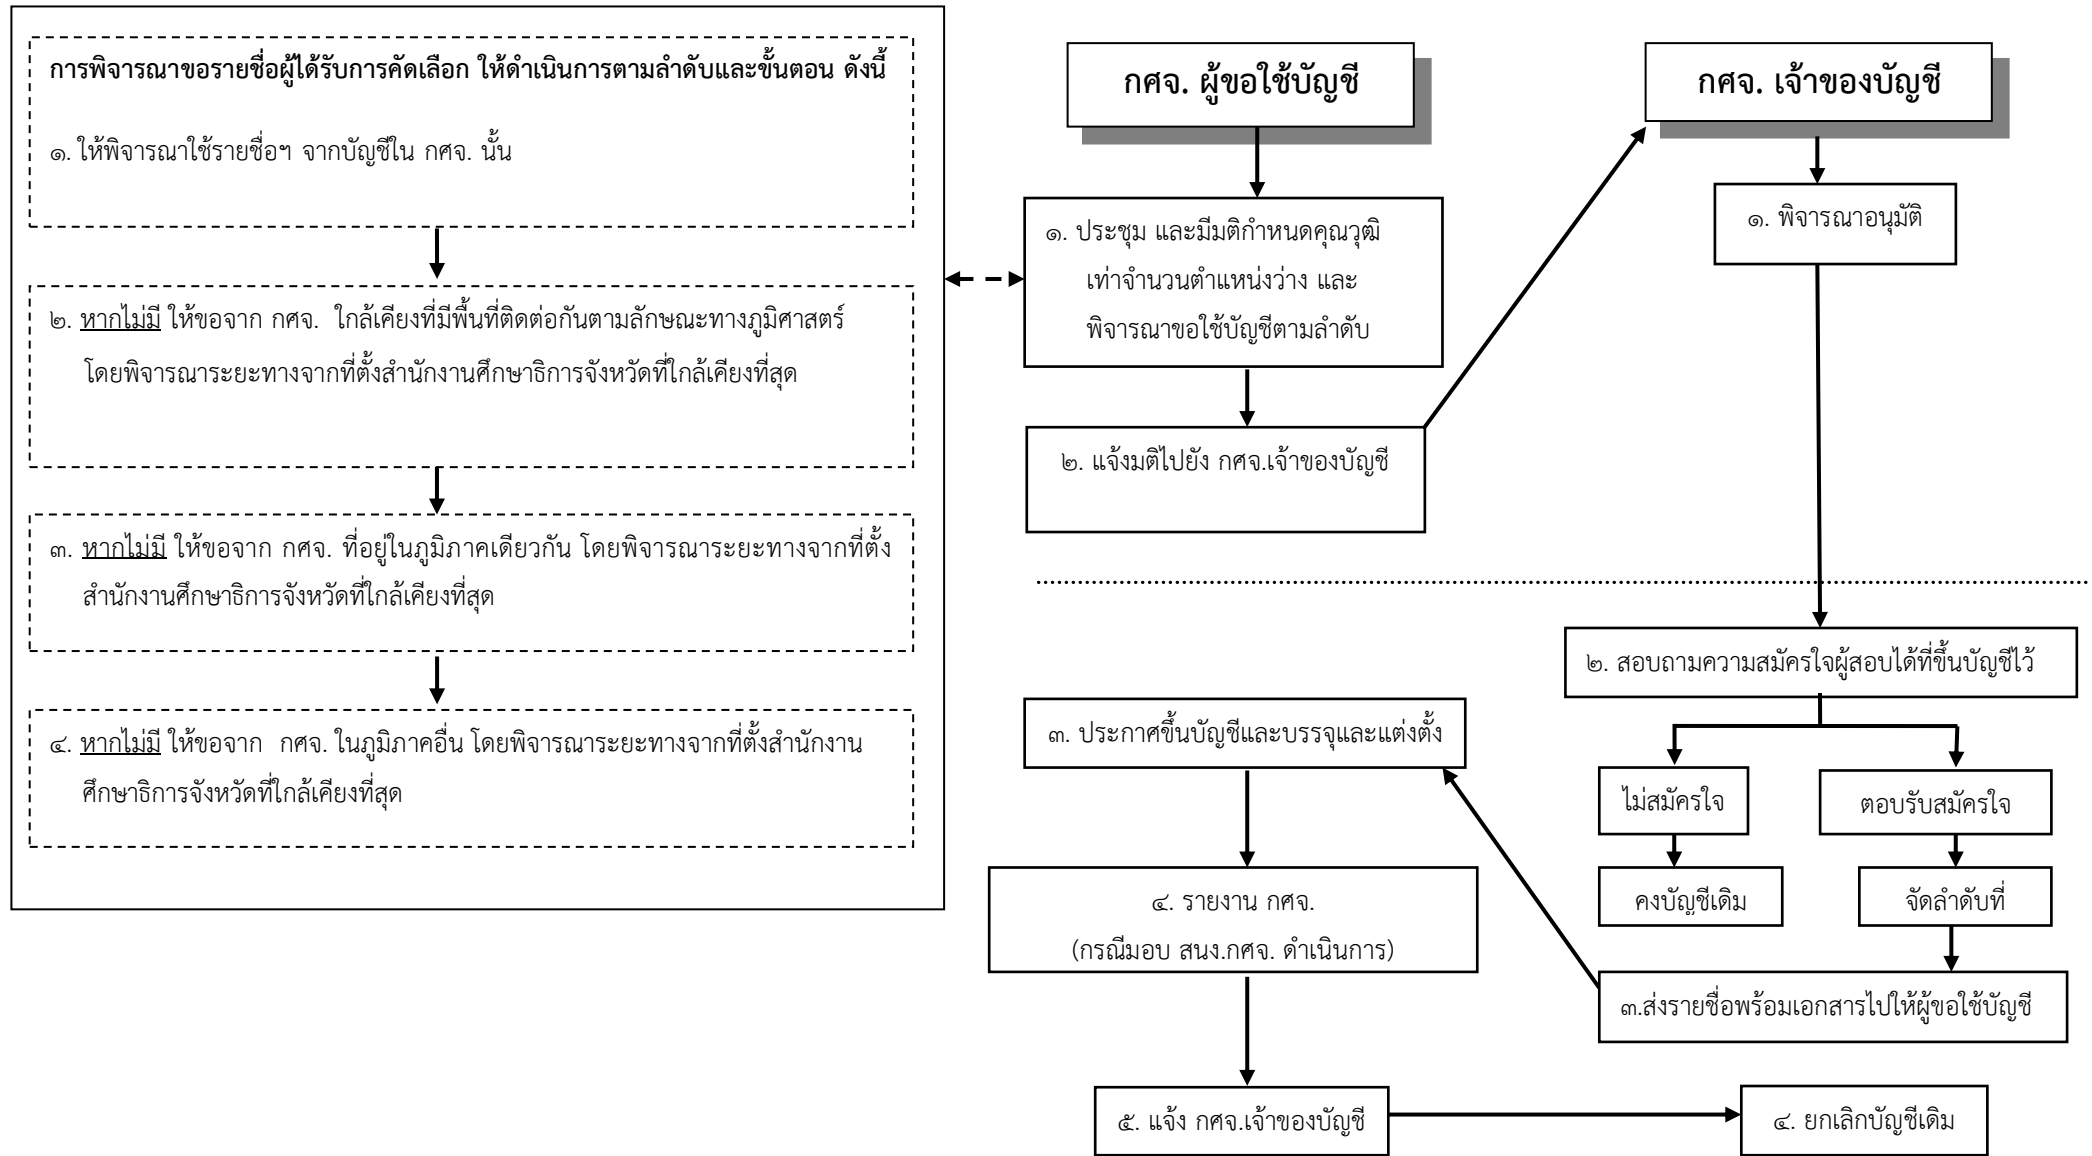 การพิจารณาขอรายชื่อผู้ได้รับการคัดเลือก ให้ดำเนินการตามลำดับและขั้นตอน ดังนี้
๑. ให้พิจารณาใช้รายชื่อฯ จากบัญชีใน กศจ. นั้น
๒. หากไม่มี ให้ขอจาก กศจ. ใกล้เคียงที่มีพื้นที่ติดต่อกันตามลักษณะทางภูมิศาสตร์
โดยพิจารณาระยะทางจากที่ตั้งสำนักงานศึกษาธิการจังหวัดที่ใกล้เคียงที่สุด
๓. หากไม่มี ให้ขอจาก กศจ. ที่อยู่ในภูมิภาคเดียวกัน โดยพิจารณาระยะทางจากที่ตั้ง
สำนักงานศึกษาธิการจังหวัดที่ใกล้เคียงที่สุด
๔. หากไม่มี ให้ขอจาก กศจ. ในภูมิภาคอื่น โดยพิจารณาระยะทางจากที่ตั้งสำนักงาน
ศึกษาธิการจังหวัดที่ใกล้เคียงที่สุด
กศจ. ผู้ขอใช้บัญชี
๑. ประชุม และมีมติกำหนดคุณวุฒิ
เท่าจำนวนตำแหน่งว่าง และ
พิจารณาขอใช้บัญชีตามลำดับ
๒. แจ้งมติไปยัง กศจ.เจ้าของบัญชี
กศจ. เจ้าของบัญชี
๑. พิจารณาอนุมัติ
๒. สอบถามความสมัครใจผู้สอบได้ที่ขึ้นบัญชีไว้
ไม่สมัครใจ
ตอบรับสมัครใจ
คงบัญชีเดิม
จัดลำดับที่
๓.ส่งรายชื่อพร้อมเอกสารไปให้ผู้ขอใช้บัญชี
๓. ประกาศขึ้นบัญชีและบรรจุและแต่งตั้ง
๔. รายงาน กศจ.
(กรณีมอบ สนง.กศจ. ดำเนินการ)
๕. แจ้ง กศจ.เจ้าของบัญชี
๔. ยกเลิกบัญชีเดิม